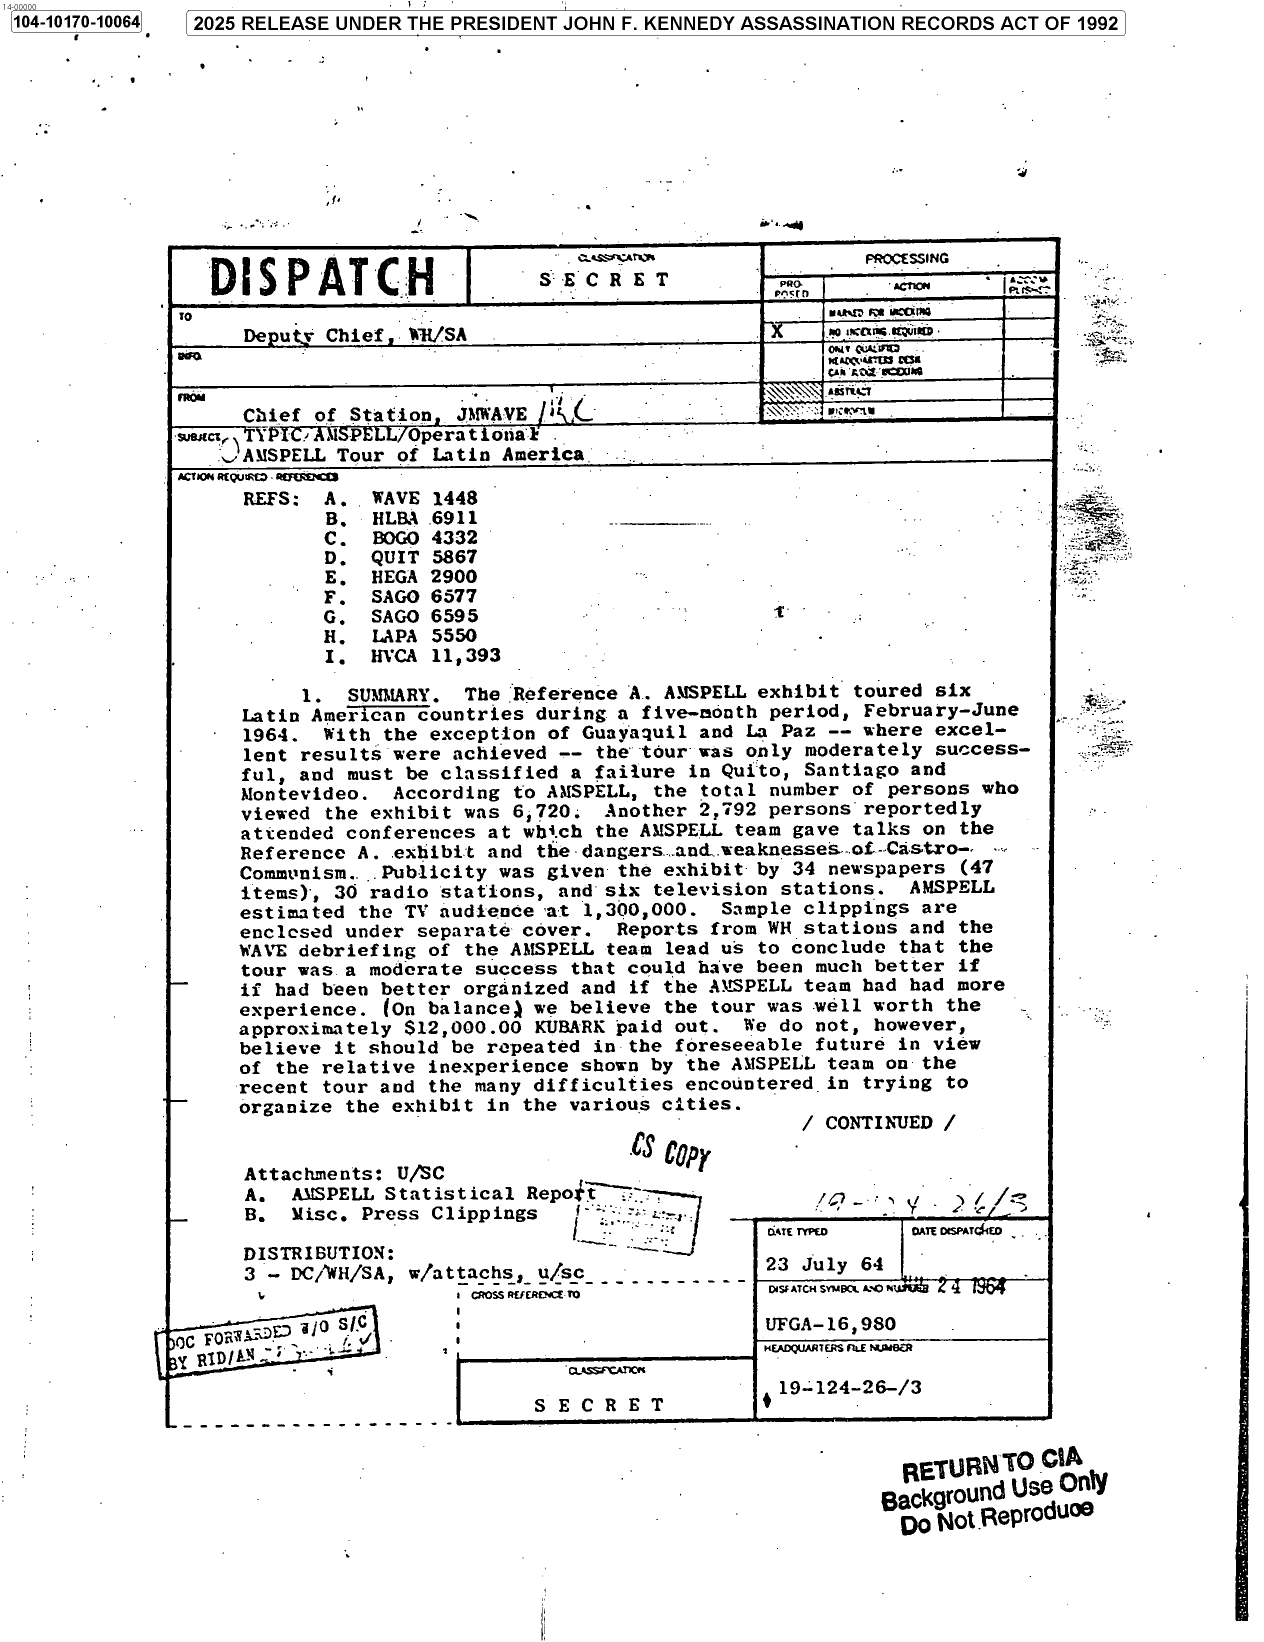 14-00000
104-10170-10064
2025 RELEASE UNDER THE PRESIDENT JOHN F. KENNEDY ASSASSINATION RECORDS ACT OF 1992
DISPATCH
CLASSIFICATION
S E C R E T
PROCESSING
PRO-
POSED
ACTION
ACCOM-
PLISHED
TO
Deputy Chief, WH/SA
MARKED FOR INDEXING
X
NO INDEXING REQUIRED
INFO.
ONLY QUALIFIED
HEADQUARTERS DESK
CAN JUDGE INDEXING
FROM
Chief of Station, JMWAVE
ABSTRACT
MICROFILM
SUBJECT
TYPIC/AMSPELL/Operational
AMSPELL Tour of Latin America
ACTION REQUIRED - REFERENCES
REFS: A. WAVE 1448
B. HLBA 6911
C. BOGO 4332
D. QUIT 5867
E. HEGA 2900
F. SAGO 6577
G. SAGO 6595
H. LAPA 5550
I. HVCA 11,393
1. SUMMARY. The Reference A. AMSPELL exhibit toured six
Latin American countries during a five-month period, February-June
1964. With the exception of Guayaquil and La Paz -- where excel-
lent results were achieved -- the tour was only moderately success-
ful, and must be classified a failure in Quito, Santiago and
Montevideo. According to AMSPELL, the total number of persons who
viewed the exhibit was 6,720. Another 2,792 persons reportedly
attended conferences at which the AMSPELL team gave talks on the
Reference A. exhibit and the dangers and weaknesses of Castro-
Communism. Publicity was given the exhibit by 34 newspapers (47
items), 30 radio stations, and six television stations. AMSPELL
estimated the TV audience at 1,300,000. Sample clippings are
enclosed under separate cover. Reports from WH stations and the
WAVE debriefing of the AMSPELL team lead us to conclude that the
tour was a moderate success that could have been much better if
if had been better organized and if the AMSPELL team had had more
experience. (On balance) we believe the tour was well worth the
approximately $12,000.00 KUBARK paid out. We do not, however,
believe it should be repeated in the foreseeable future in view
of the relative inexperience shown by the AMSPELL team on the
recent tour and the many difficulties encountered in trying to
organize the exhibit in the various cities.
/ CONTINUED /
CS COPY
Attachments: U/SC
A. AMSPELL Statistical Report
B. Misc. Press Clippings
DISTRIBUTION:
3 - DC/WH/SA, w/attachs, u/sc
DATE TYPED
23 July 64
DATE DISPATCHED
24 1964
CROSS REFERENCE TO
DISPATCH SYMBOL AND NUMBER
UFGA-16,980
DOC FORWARDED W/O S/C
BY RID/AN
HEADQUARTERS FILE NUMBER
19-124-26-/3
CLASSIFICATION
S E C R E T
RETURN TO CIA
Background Use Only
Do Not Reproduce